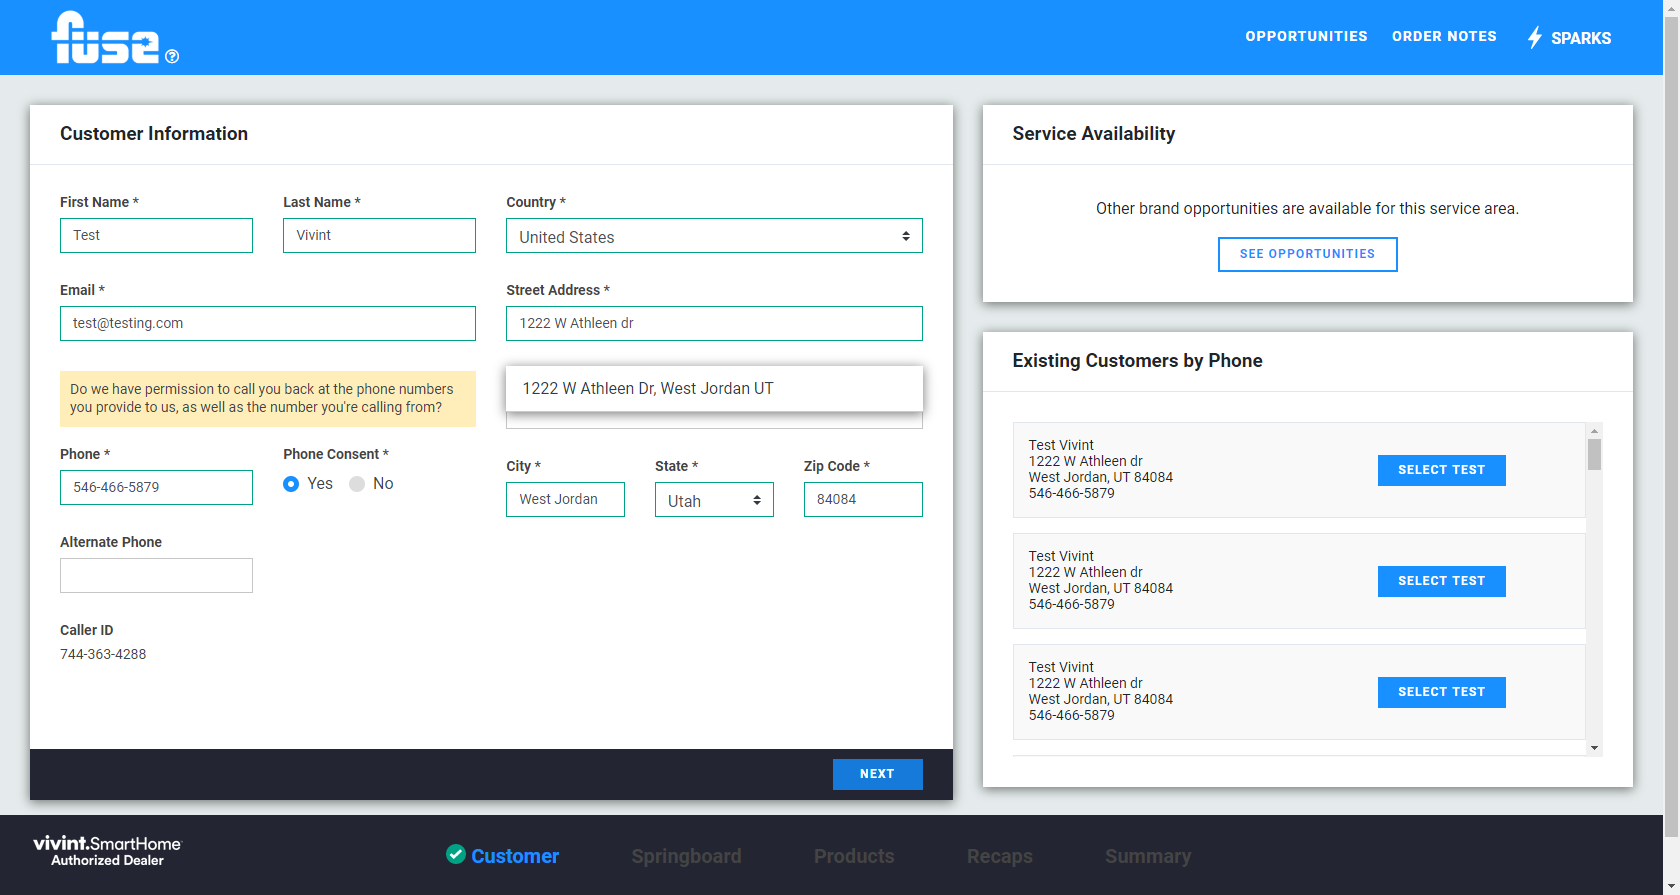 fuse
OPPORTUNITIES
ORDER NOTES
SPARKS
Customer Information
First Name *
Last Name *
Country *
Test
Vivint
United States
Email *
Street Address *
test@testing.com
1222 W Athleen dr
Do we have permission to call you back at the phone numbers
you provide to us, as well as the number you're calling from?
1222 W Athleen Dr, West Jordan UT
Phone *
Phone Consent *
546-466-5879
Yes
No
City *
State *
Zip Code *
West Jordan
Utah
84084
Alternate Phone
Caller ID
744-363-4288
NEXT
Service Availability
Other brand opportunities are available for this service area.
SEE OPPORTUNITIES
Existing Customers by Phone
Test Vivint
1222 W Athleen dr
West Jordan, UT 84084
546-466-5879
SELECT TEST
Test Vivint
1222 W Athleen dr
West Jordan, UT 84084
546-466-5879
SELECT TEST
Test Vivint
1222 W Athleen dr
West Jordan, UT 84084
546-466-5879
SELECT TEST
vivint.SmartHome
Authorized Dealer
Customer
Springboard
Products
Recaps
Summary